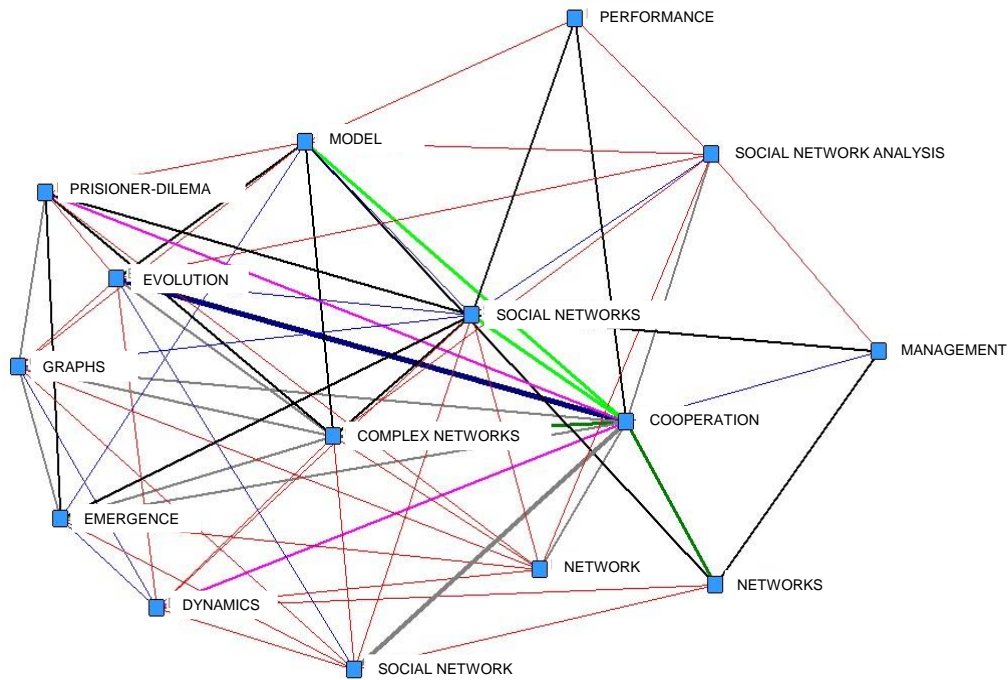 PERFORMANCE
MODEL
SOCIAL NETWORK ANALYSIS
PRISIONER-DILEMA
EVOLUTION
SOCIAL NETWORKS
MANAGEMENT
GRAPHS
COOPERATION
COMPLEX NETWORKS
EMERGENCE
NETWORK
NETWORKS
DYNAMICS
SOCIAL NETWORK